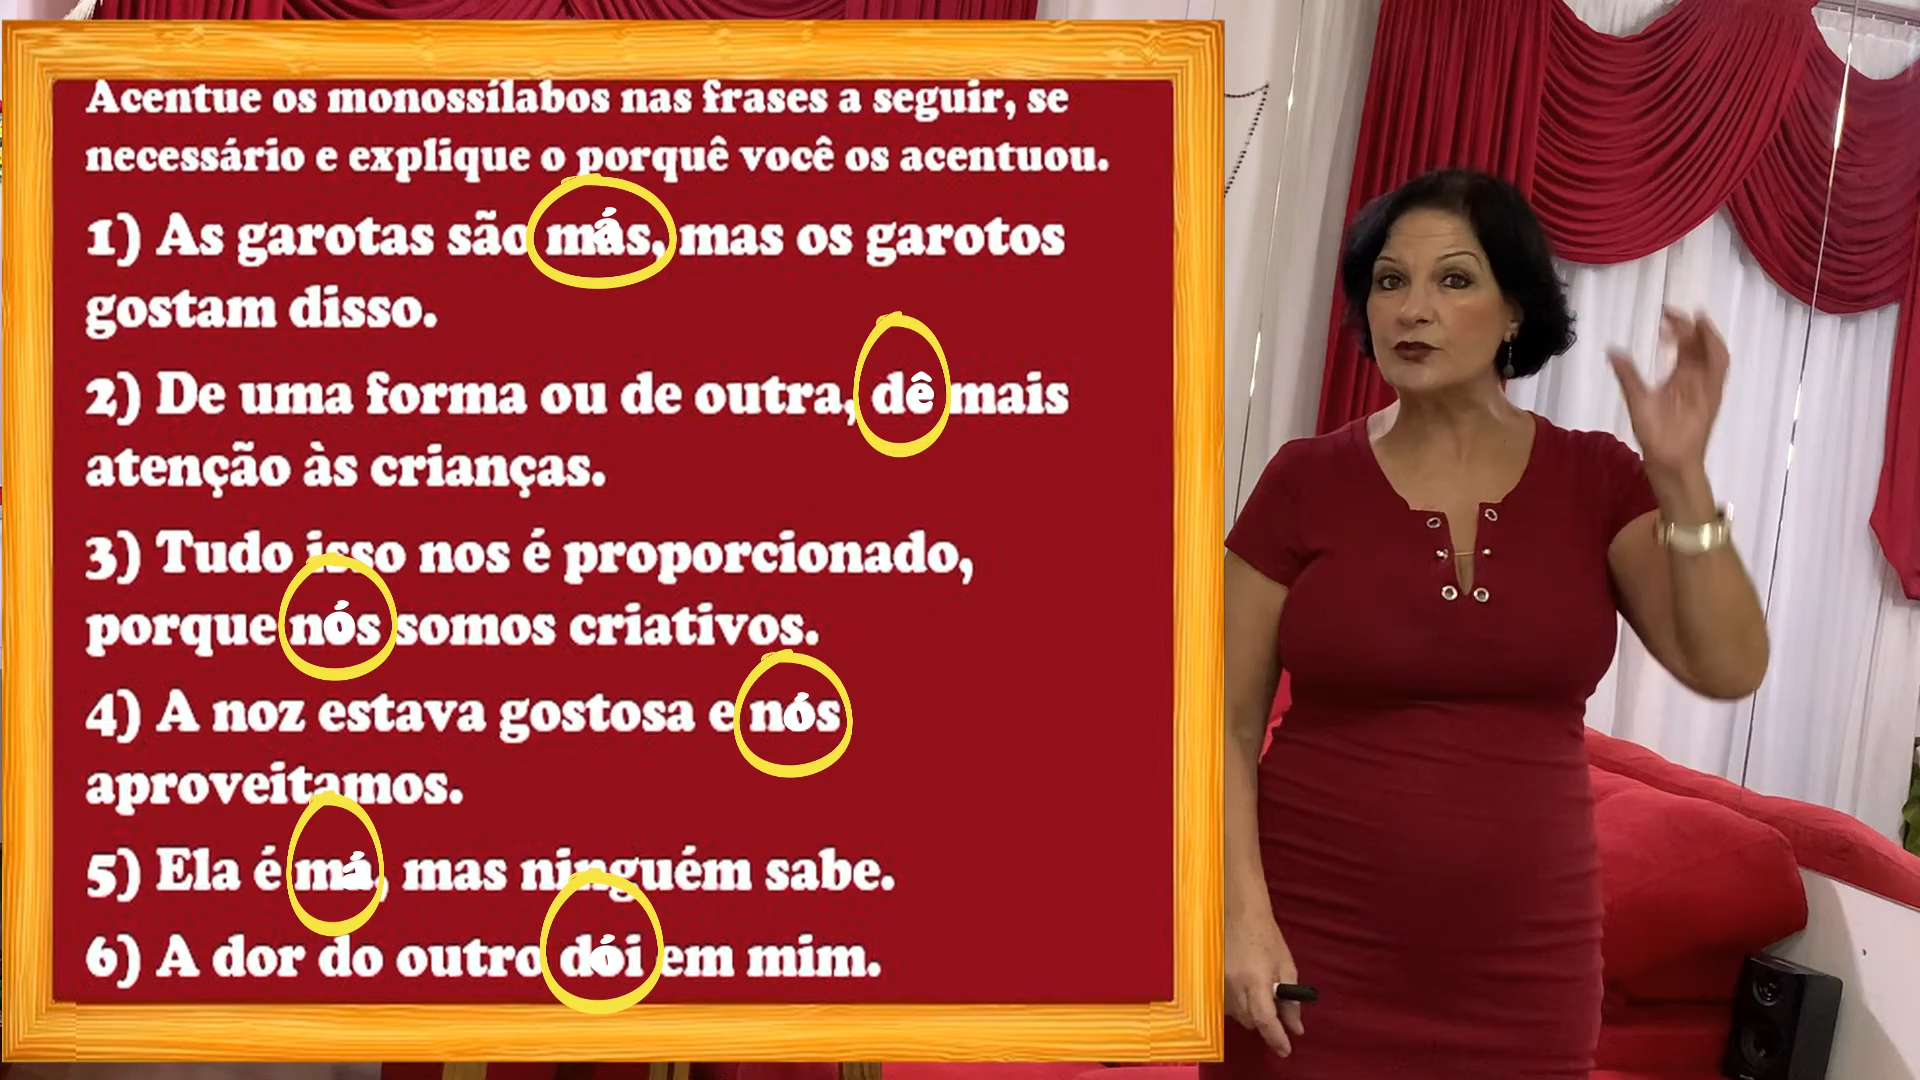 Acentue os monossílabos nas frases a seguir, se
necessário e explique o porquê você os acentuou.
1) As garotas são más, mas os garotos
gostam disso.
2) De uma forma ou de outra, dê mais
atenção às crianças.
3) Tudo isso nos é proporcionado,
porque nós somos criativos.
4) A noz estava gostosa e nós
aproveitamos.
5) Ela é má, mas ninguém sabe.
6) A dor do outro dói em mim.